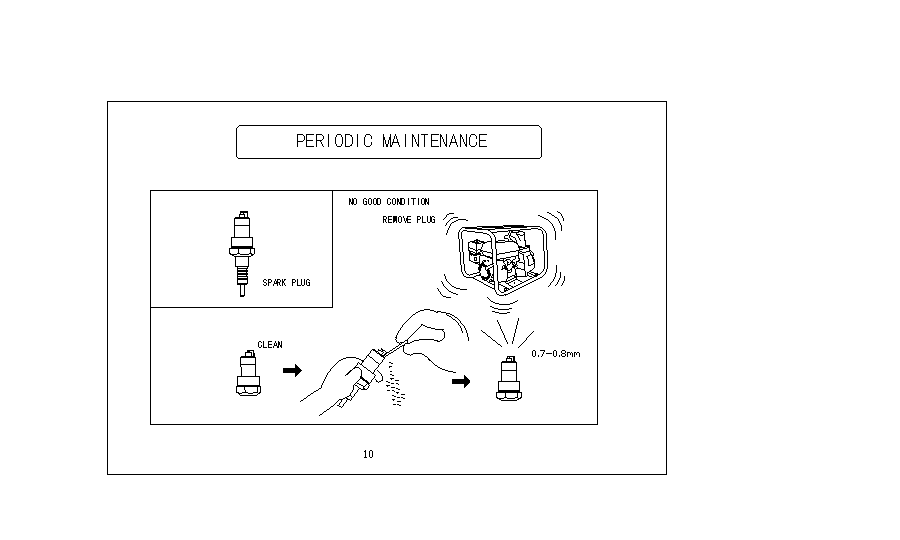 PERIODIC MAINTENANCE
NO GOOD CONDITION
REMOVE PLUG
SPARK PLUG
CLEAN
0.7-0.8mm
10